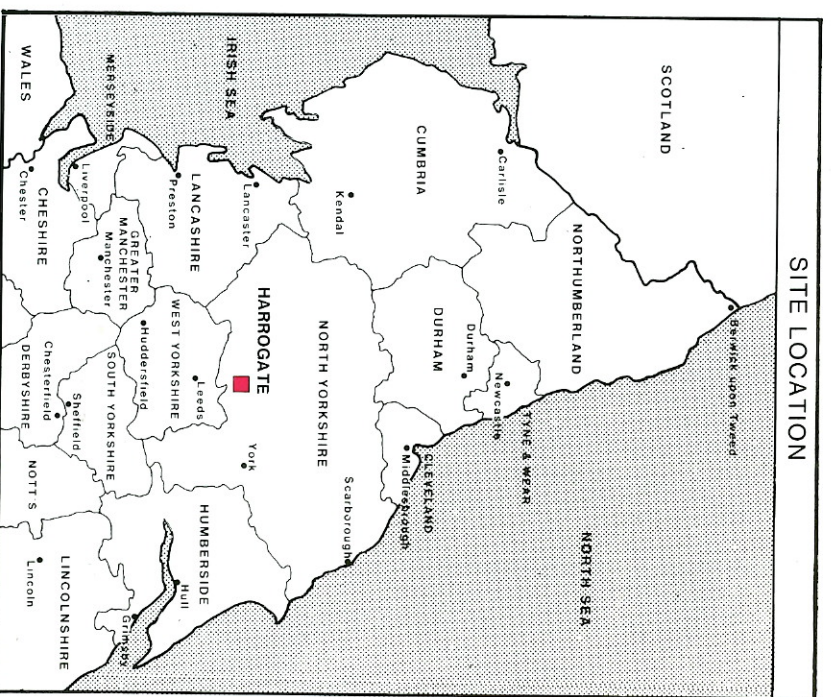 SITE LOCATION
SCOTLAND
Berwick upon Tweed
NORTHUMBERLAND
NORTH SEA
Carlisle
TYNE & WEAR
Newcastle
CUMBRIA
DURHAM
Durham
CLEVELAND
Middlesbrough
Kendal
NORTH YORKSHIRE
Scarborough
IRISH SEA
Lancaster
HARROGATE
York
LANCASHIRE
Preston
WEST YORKSHIRE
Leeds
HUMBERSIDE
Hull
MERSEYSIDE
Liverpool
GREATER
MANCHESTER
Manchester
Huddersfield
SOUTH YORKSHIRE
Grimsby
WALES
Chester
CHESHIRE
Sheffield
Chesterfield
DERBYSHIRE
NOTT'S
LINCOLNSHIRE
Lincoln